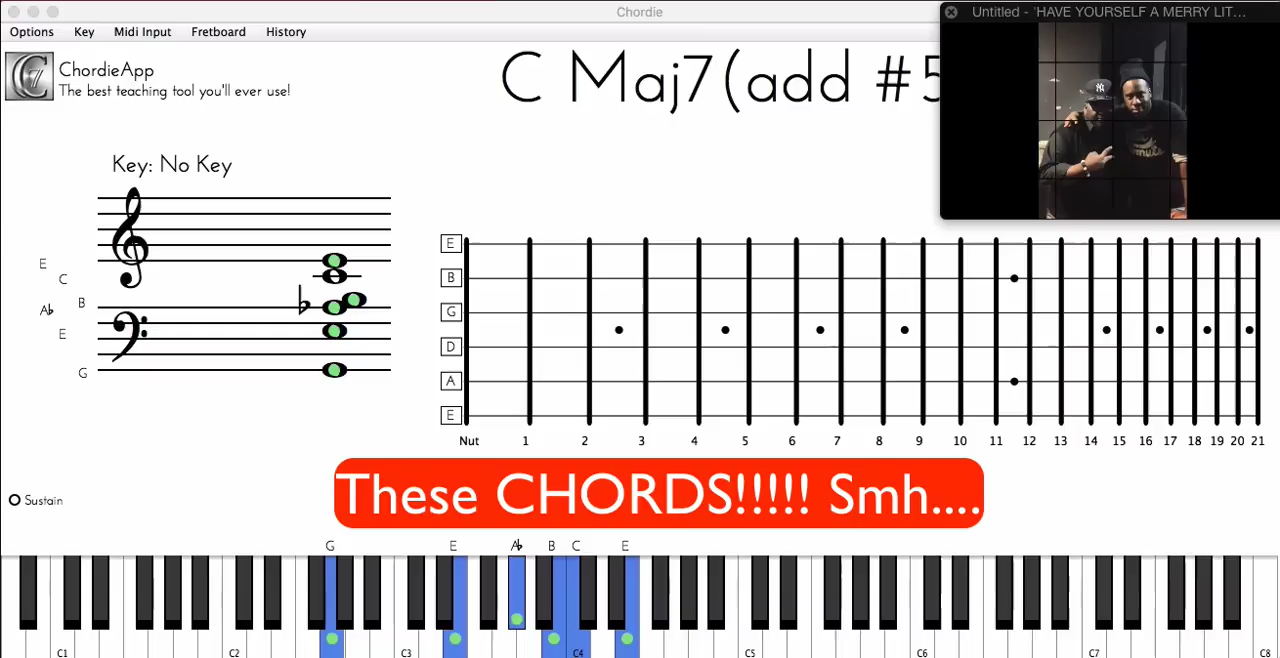 Chordie
Untitled - 'HAVE YOURSELF A MERRY LIT...
Options Key Midi Input Fretboard History
C7
ChordieApp
The best teaching tool you'll ever use!
C Maj7(add #5
NY
Key: No Key
E
C
B
A♭
E
G
E
B
G
D
A
E
Nut 1 2 3 4 5 6 7 8 9 10 11 12 13 14 15 16 17 18 19 20 21
These CHORDS!!!!! Smh....
Sustain
G E A♭ B C E
C1 C2 C3 C4 C5 C6 C7 C8